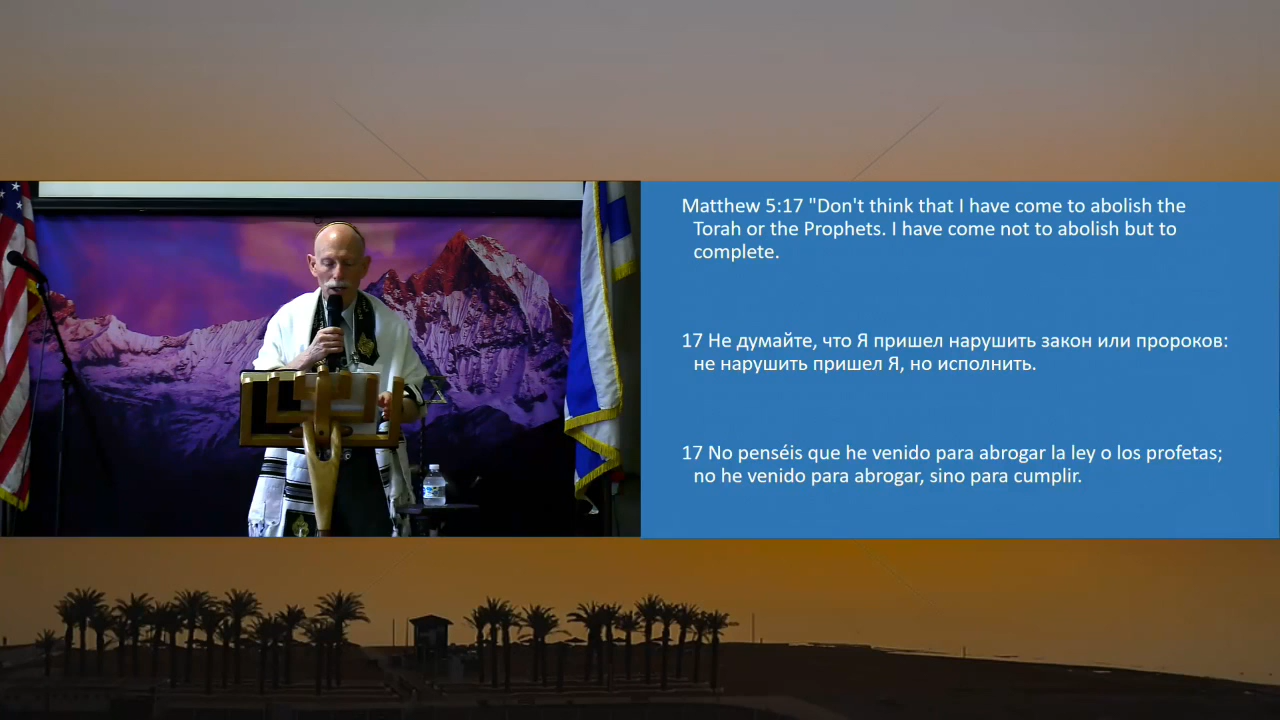 Matthew 5:17 "Don't think that I have come to abolish the
Torah or the Prophets. I have come not to abolish but to
complete.
17 Не думайте, что Я пришел нарушить закон или пророков:
не нарушить пришел Я, но исполнить.
17 No penséis que he venido para abrogar la ley o los profetas;
no he venido para abrogar, sino para cumplir.